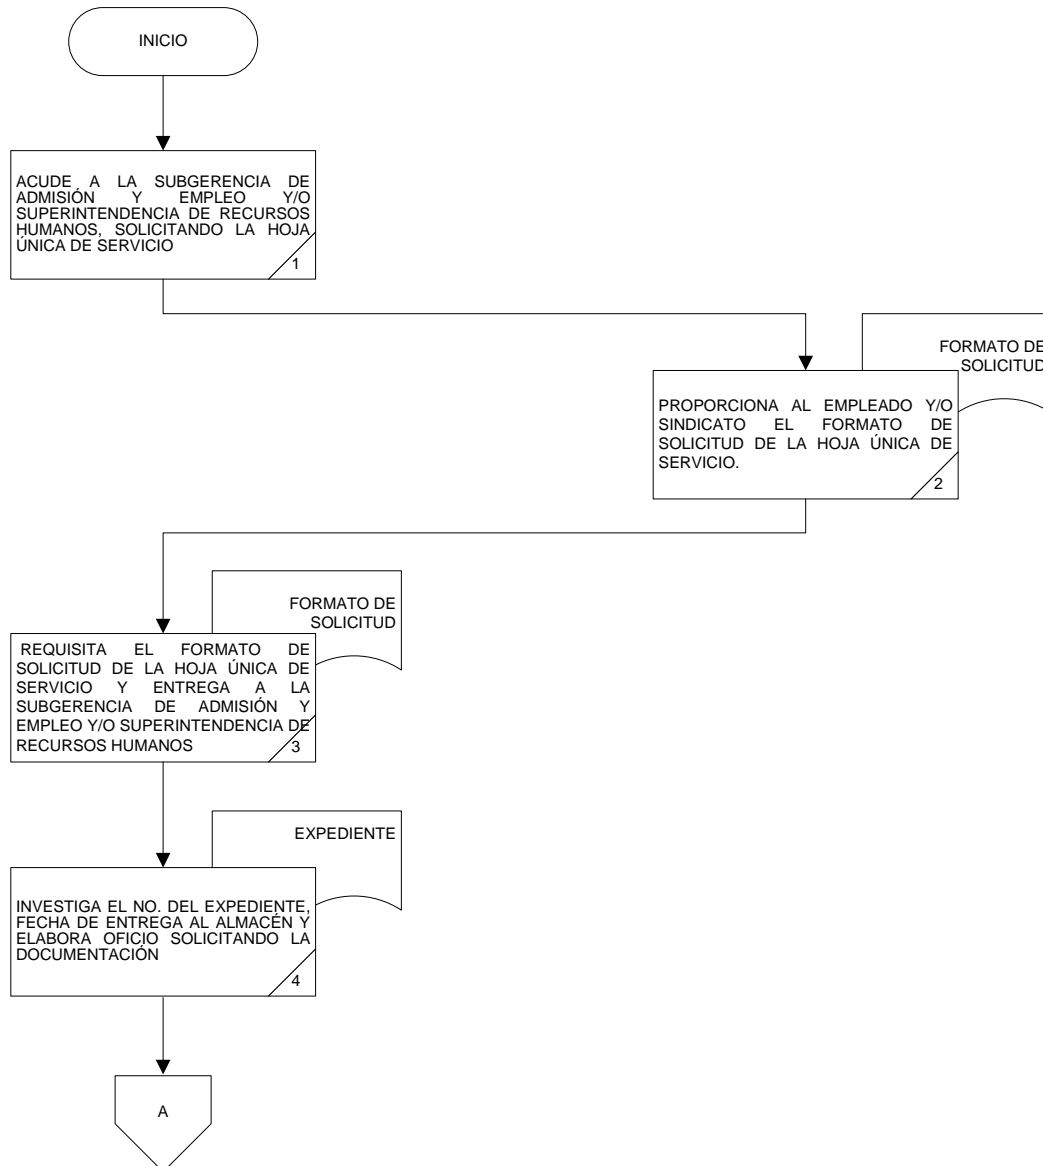 INICIO
ACUDE A LA SUBGERENCIA DE
ADMISIÓN Y EMPLEO Y/O
SUPERINTENDENCIA DE RECURSOS
HUMANOS, SOLICITANDO LA HOJA
ÚNICA DE SERVICIO
1
FORMATO DE
SOLICITUD
PROPORCIONA AL EMPLEADO Y/O
SINDICATO EL FORMATO DE
SOLICITUD DE LA HOJA ÚNICA DE
SERVICIO.
2
FORMATO DE
SOLICITUD
REQUISITA EL FORMATO DE
SOLICITUD DE LA HOJA ÚNICA DE
SERVICIO Y ENTREGA A LA
SUBGERENCIA DE ADMISIÓN Y
EMPLEO Y/O SUPERINTENDENCIA DE
RECURSOS HUMANOS
3
EXPEDIENTE
INVESTIGA EL NO. DEL EXPEDIENTE,
FECHA DE ENTREGA AL ALMACÉN Y
ELABORA OFICIO SOLICITANDO LA
DOCUMENTACIÓN
4
A